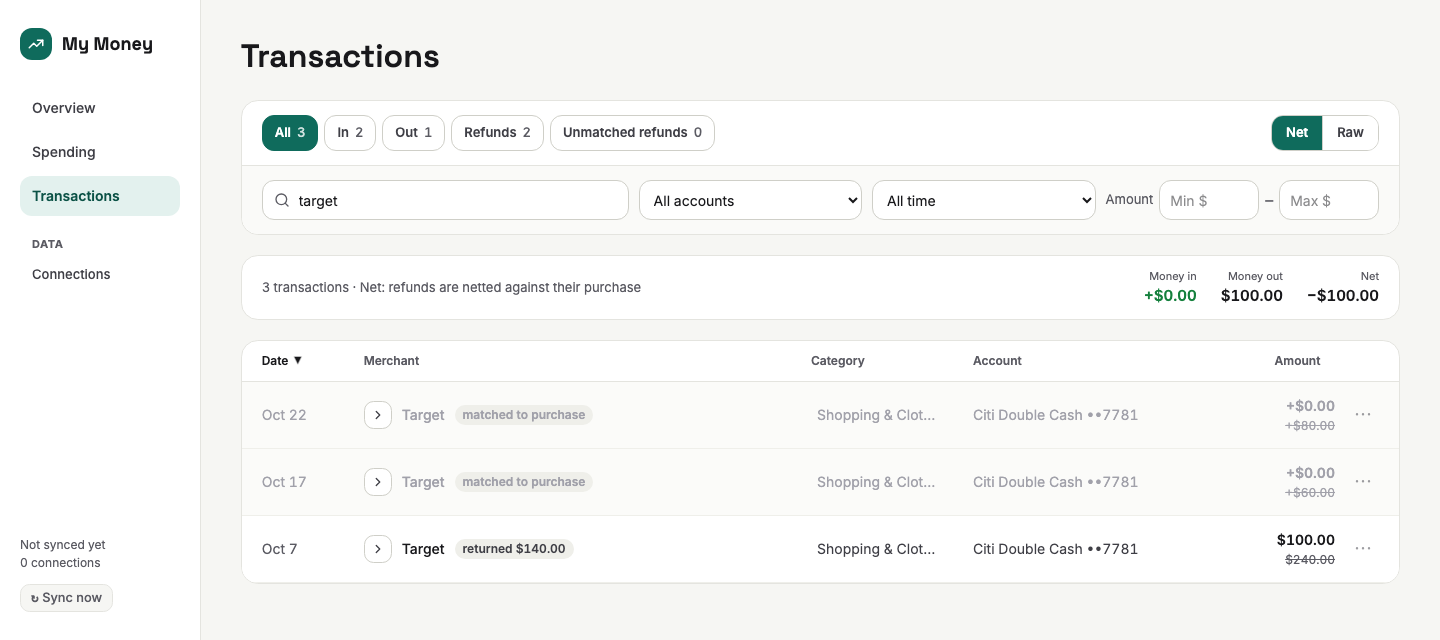 My Money
Overview
Spending
Transactions
DATA
Connections
Not synced yet
0 connections
↻ Sync now
Transactions
All 3 In 2 Out 1 Refunds 2 Unmatched refunds 0 Net Raw
target All accounts All time Amount Min $ – Max $
3 transactions · Net: refunds are netted against their purchase
Money in Money out Net
+$0.00 $100.00 −$100.00
Date ▼ Merchant Category Account Amount
Oct 22 Target matched to purchase Shopping & Clot... Citi Double Cash ••7781 +$0.00 ···
+$80.00
Oct 17 Target matched to purchase Shopping & Clot... Citi Double Cash ••7781 +$0.00 ···
+$60.00
Oct 7 Target returned $140.00 Shopping & Clot... Citi Double Cash ••7781 $100.00 ···
$240.00